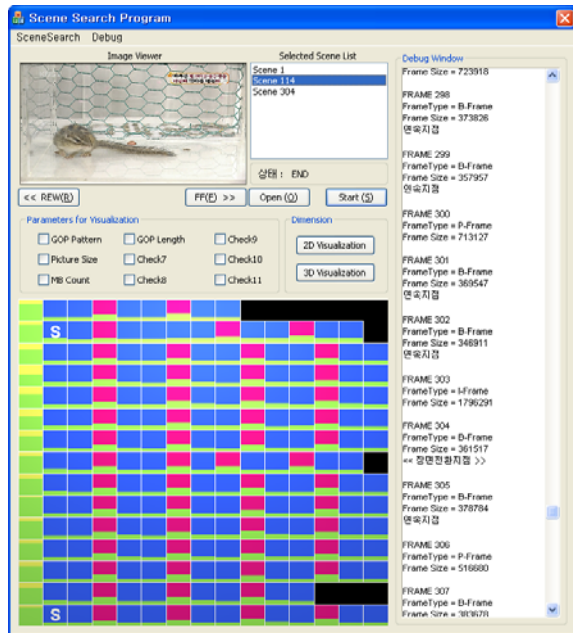 Scene Search Program
SceneSearch Debug
Image Viewer
Selected Scene List
Scene 1
Scene 114
Scene 304
상태 : END
<< REW(R)
FF(F) >>
Open (O)
Start (S)
Parameters for Visualization
GOP Pattern
GOP Length
Check9
Picture Size
Check7
Check10
MB Count
Check8
Check11
Dimension
2D Visualization
3D Visualization
S
S
Debug Window
Frame Size = 723918
FRAME 298
FrameType = B-Frame
Frame Size = 373826
연속지점
FRAME 299
FrameType = B-Frame
Frame Size = 357957
연속지점
FRAME 300
FrameType = P-Frame
Frame Size = 713127
FRAME 301
FrameType = B-Frame
Frame Size = 369547
연속지점
FRAME 302
FrameType = B-Frame
Frame Size = 346911
연속지점
FRAME 303
FrameType = I-Frame
Frame Size = 1796291
FRAME 304
FrameType = B-Frame
Frame Size = 361517
<< 장면전환지점 >>
FRAME 305
FrameType = B-Frame
Frame Size = 378784
연속지점
FRAME 306
FrameType = P-Frame
Frame Size = 516680
FRAME 307
FrameType = B-Frame
Frame Size = 383678